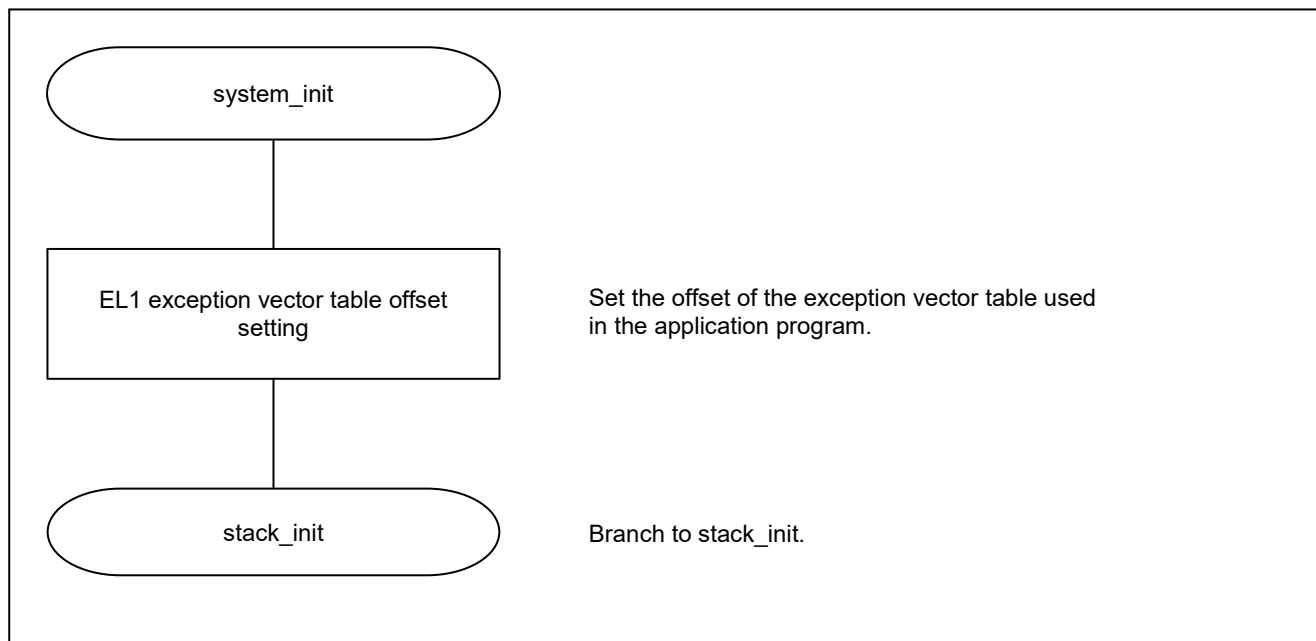 system_init
EL1 exception vector table offset
setting
Set the offset of the exception vector table used
in the application program.
stack_init
Branch to stack_init.